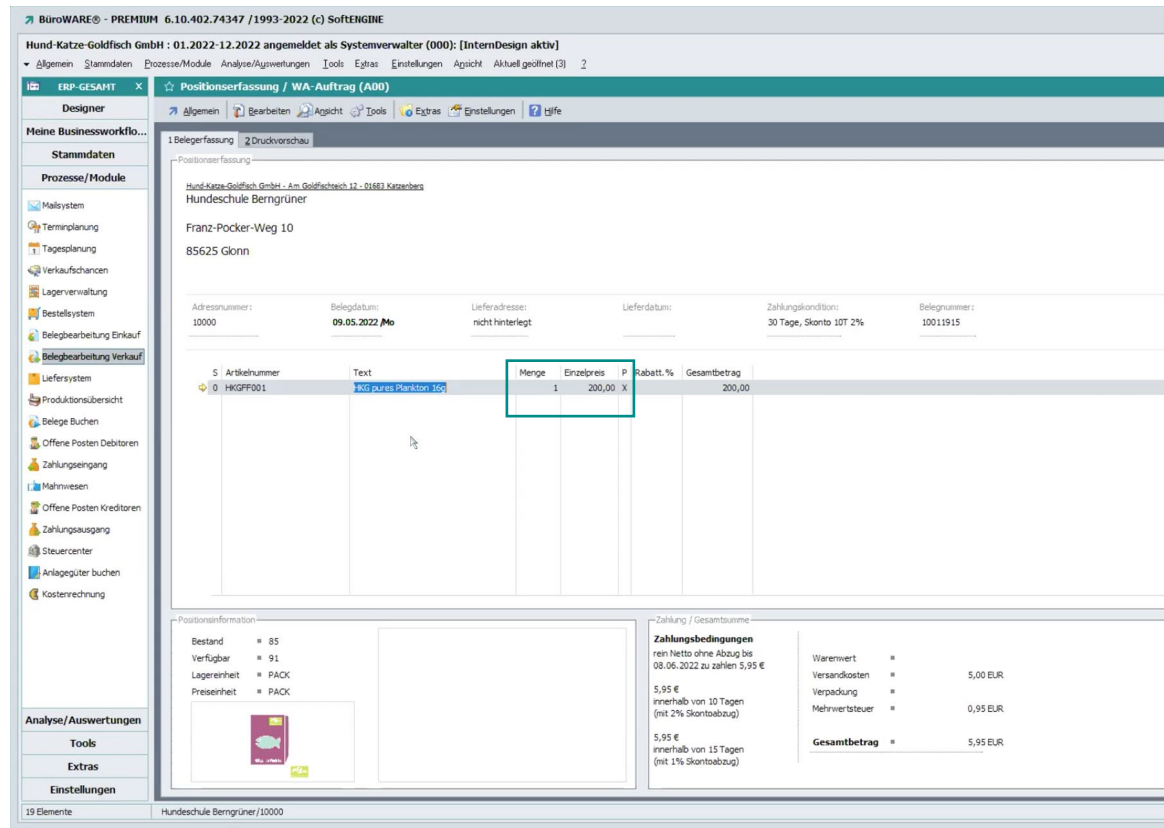 BüroWARE® - PREMIUM 6.10.402.74347 /1993-2022 (c) SoftENGINE
Hund-Katze-Goldfisch GmbH : 01.2022-12.2022 angemeldet als Systemverwalter (000): [InternDesign aktiv]
Allgemein Stammdaten Prozesse/Module Analyse/Auswertungen Tools Extras Einstellungen Ansicht Aktuell geöffnet (3) ?
ERP-GESAMT X
Positionserfassung / WA-Auftrag (A00)
Designer
Allgemein Bearbeiten Ansicht Tools Extras Einstellungen Hilfe
Meine Businessworkflo...
1 Belegerfassung 2 Druckvorschau
Stammdaten
Prozesse/Module
Mailsystem
Terminplanung
Tagesplanung
Verkaufschancen
Lagerverwaltung
Bestellsystem
Belegbearbeitung Einkauf
Belegbearbeitung Verkauf
Liefersystem
Produktionsübersicht
Belege Buchen
Offene Posten Debitoren
Zahlungseingang
Mahnwesen
Offene Posten Kreditoren
Zahlungsausgang
Steuercenter
Anlagegüter buchen
Kostenrechnung
Analyse/Auswertungen
Tools
Extras
Einstellungen
Positionserfassung
Hund-Katze-Goldfisch GmbH - Am Goldfischteich 12 - 01683 Katzenberg
Hundeschule Berngrüner
Franz-Pocker-Weg 10
85625 Glonn
Adressnummer: Belegdatum: Lieferadresse: Lieferdatum: Zahlungskondition: Belegnummer:
10000 09.05.2022 /Mo nicht hinterlegt 30 Tage, Skonto 10T 2% 10011915
S Artikelnummer Text Menge Einzelpreis P Rabatt.% Gesamtbetrag
0 HKGFF001 HKG pures Plankton 16g 1 200,00 X 200,00
Positionsinformation
Bestand = 85
Verfügbar = 91
Lagereinheit = PACK
Preiseinheit = PACK
Zahlung / Gesamtsumme
Zahlungsbedingungen
rein Netto ohne Abzug bis
08.06.2022 zu zahlen 5,95 €
5,95 €
innerhalb von 10 Tagen
(mit 2% Skontoabzug)
5,95 €
innerhalb von 15 Tagen
(mit 1% Skontoabzug)
Warenwert =
Versandkosten = 5,00 EUR
Verpackung =
Mehrwertsteuer = 0,95 EUR
Gesamtbetrag = 5,95 EUR
19 Elemente Hundeschule Berngrüner/10000